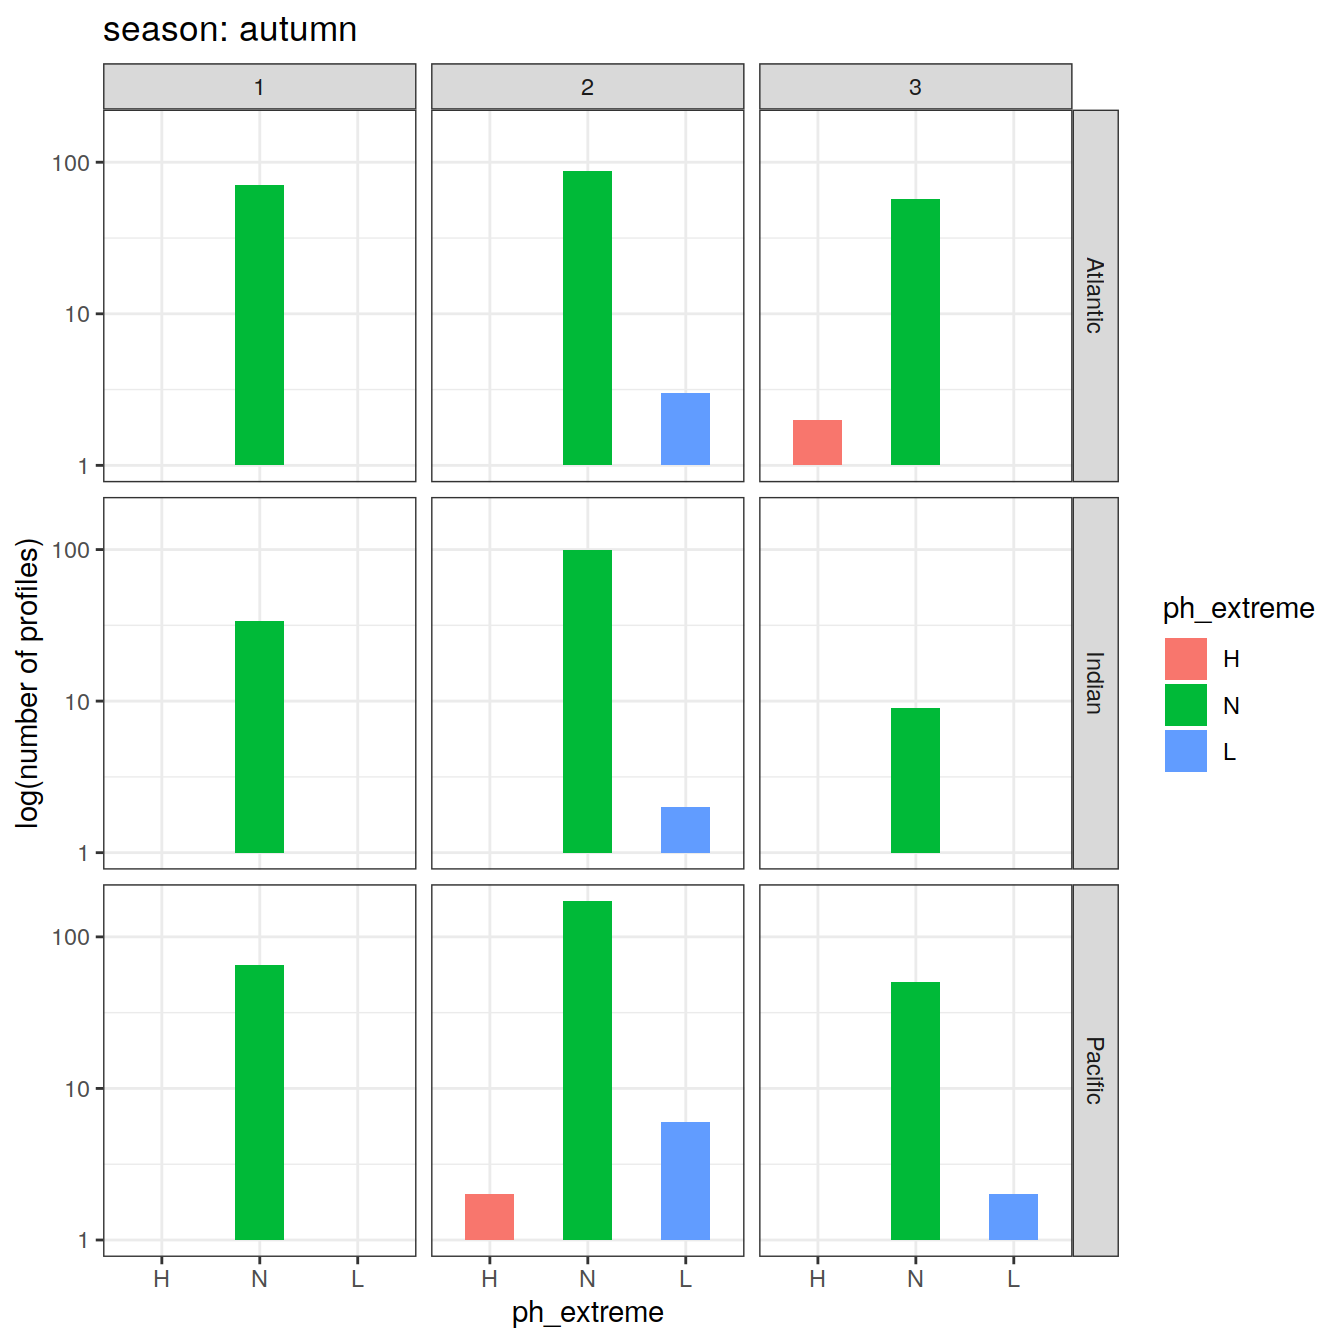 season: autumn
1 2 3
100
10
1
Atlantic
100
10
1
Indian
100
10
1
Pacific
H N L H N L H N L
ph_extreme
log(number of profiles)
ph_extreme
H
N
L